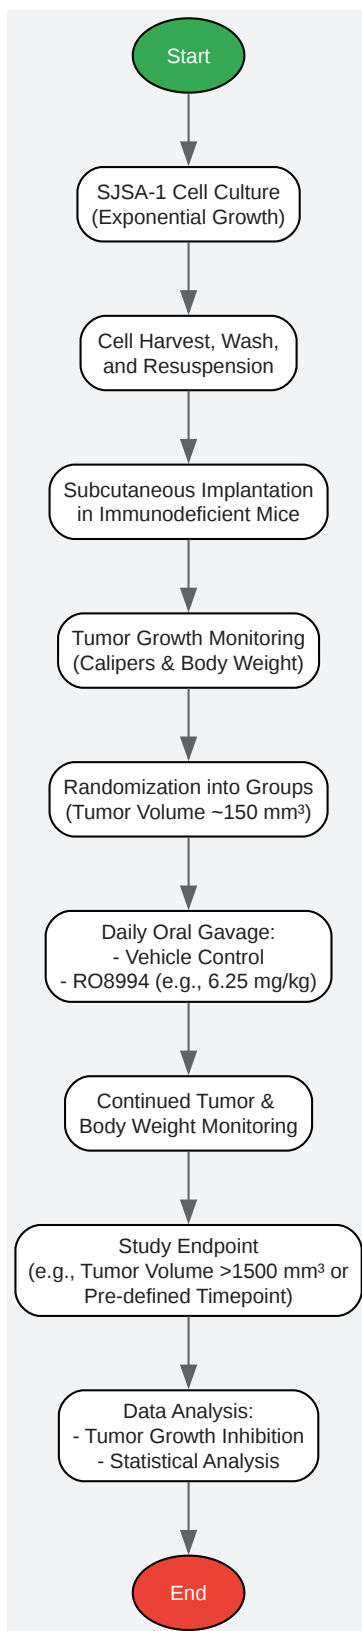 Start
SJSA-1 Cell Culture
(Exponential Growth)
Cell Harvest, Wash,
and Resuspension
Subcutaneous Implantation
in Immunodeficient Mice
Tumor Growth Monitoring
(Calipers & Body Weight)
Randomization into Groups
(Tumor Volume ~150 mm³)
Daily Oral Gavage:
- Vehicle Control
- RO8994 (e.g., 6.25 mg/kg)
Continued Tumor &
Body Weight Monitoring
Study Endpoint
(e.g., Tumor Volume >1500 mm³ or
Pre-defined Timepoint)
Data Analysis:
- Tumor Growth Inhibition
- Statistical Analysis
End